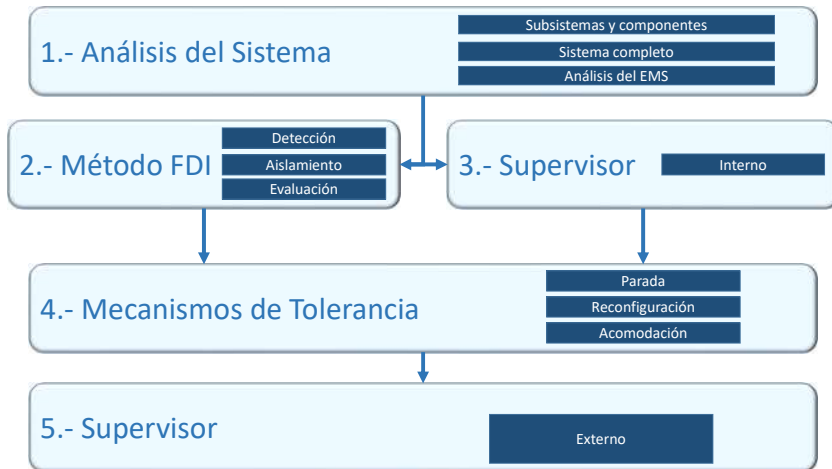 1.- Análisis del Sistema
Subsistemas y componentes
Sistema completo
Análisis del EMS
2.- Método FDI
Detección
Aislamiento
Evaluación
3.- Supervisor
Interno
4.- Mecanismos de Tolerancia
Parada
Reconfiguración
Acomodación
5.- Supervisor
Externo